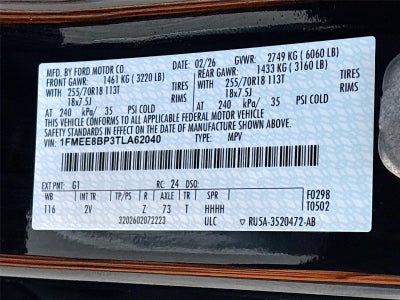 MFD. BY FORD MOTOR CO. DATE: 02/26 GVWR: 2749 KG (6060 LB)
FRONT GAWR: 1461 KG (3220 LB) REAR GAWR: 1433 KG (3160 LB)
WITH 255/70R18 113T TIRES WITH 255/70R18 113T TIRES
18x7.5J RIMS 18x7.5J RIMS
AT 240 kPa/ 35 PSI COLD AT 240 kPa/ 35 PSI COLD
THIS VEHICLE CONFORMS TO ALL APPLICABLE FEDERAL MOTOR VEHICLE
SAFETY STANDARDS IN EFFECT ON THE DATE OF MANUFACTURE SHOWN ABOVE.
VIN: 1FMEE8BP3TLA62040 TYPE: MPV
EXT PNT: G1 RC: 24 DSO: F0298
WB INT TR TP/PS R AXLE TR SPR T0502
116 2V Z 73 T HHHH
3202602072223 ULC RU5A-3520472-AB